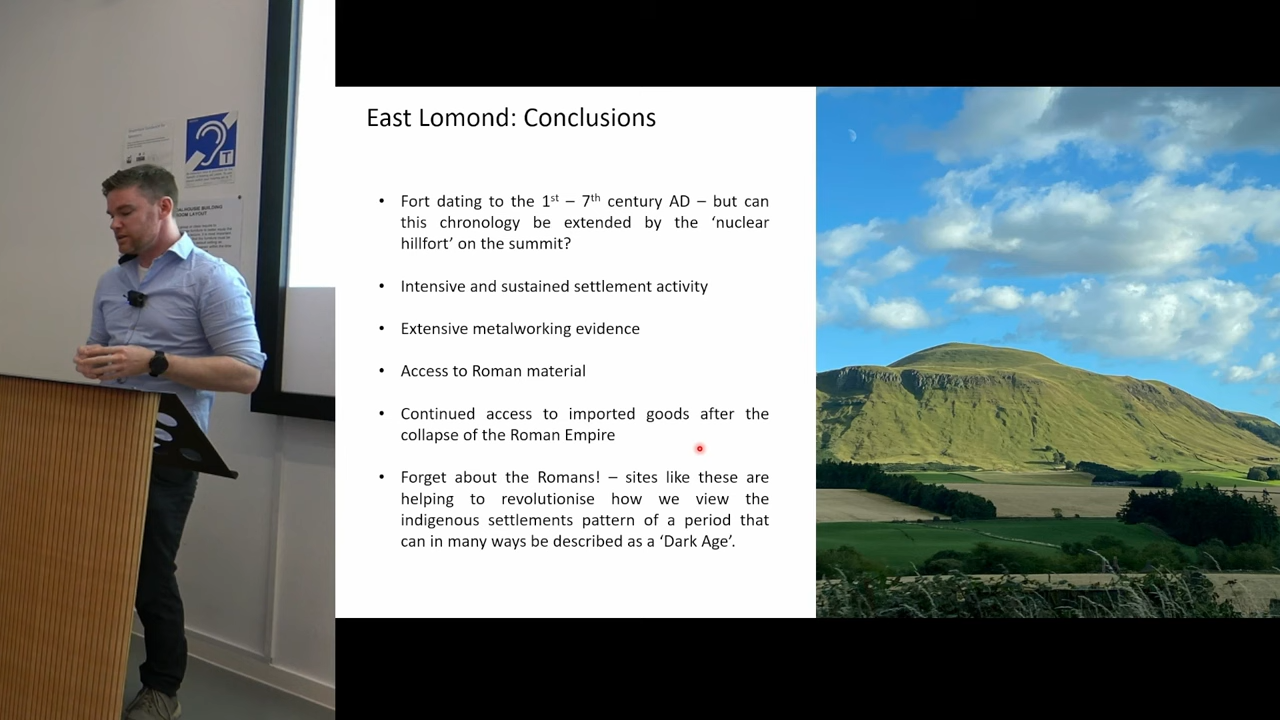 East Lomond: Conclusions
• Fort dating to the 1st – 7th century AD – but can
this chronology be extended by the ‘nuclear
hillfort’ on the summit?
• Intensive and sustained settlement activity
• Extensive metalworking evidence
• Access to Roman material
• Continued access to imported goods after the
collapse of the Roman Empire
• Forget about the Romans! – sites like these are
helping to revolutionise how we view the
indigenous settlements pattern of a period that
can in many ways be described as a ‘Dark Age’.
T